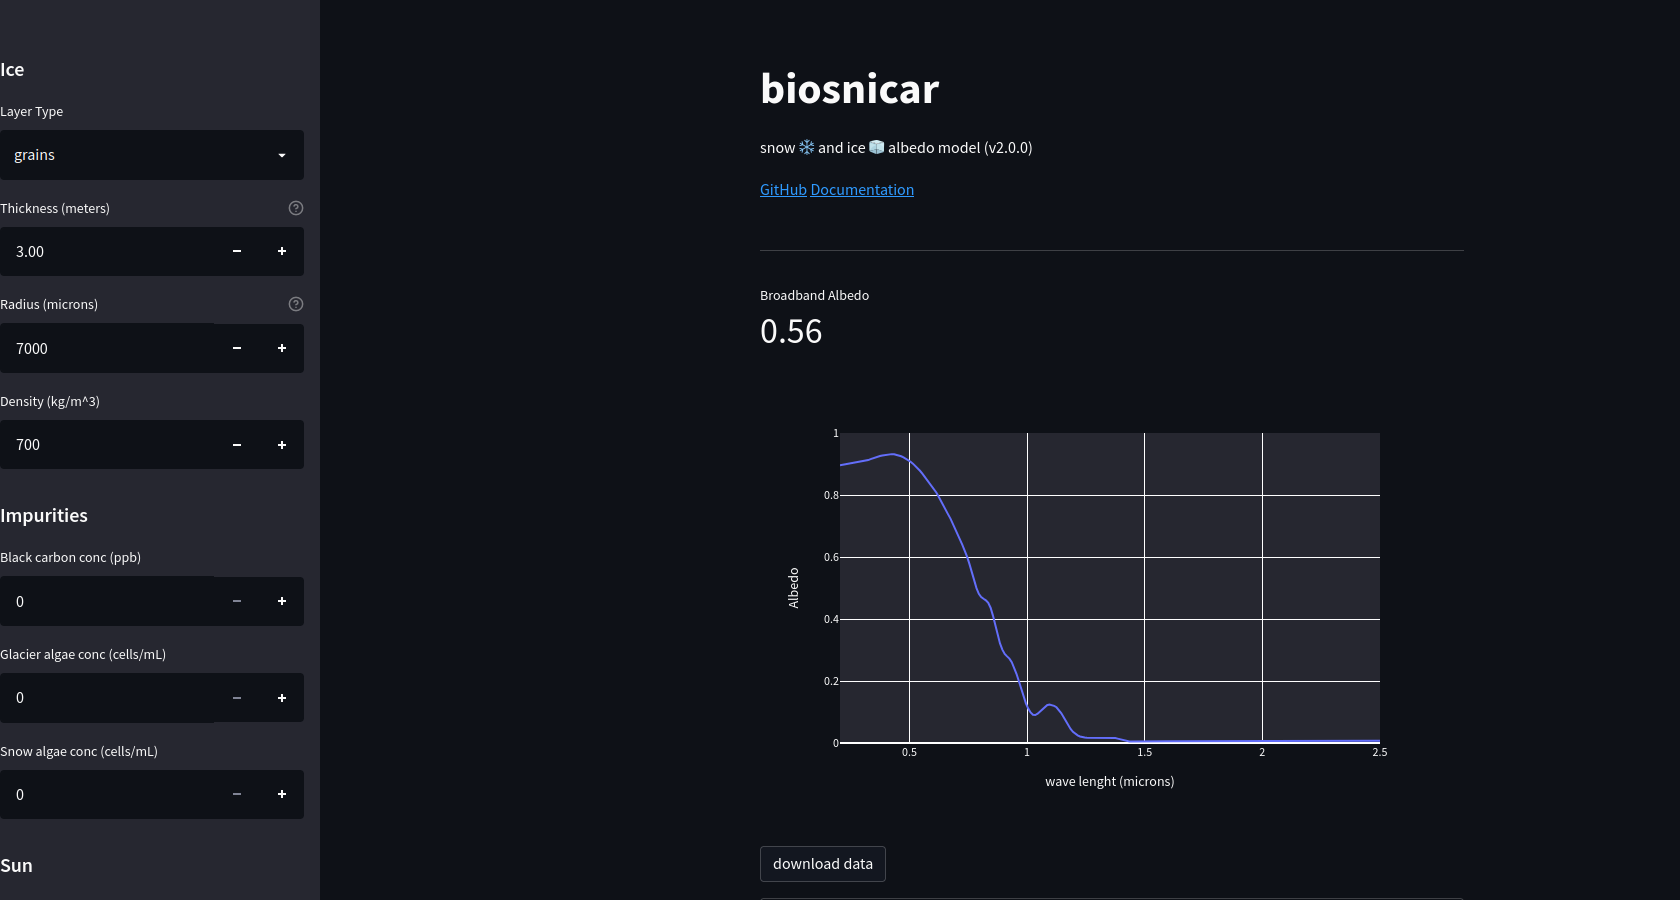 Ice
Layer Type
grains
Thickness (meters)
3.00
Radius (microns)
7000
Density (kg/m^3)
700
Impurities
Black carbon conc (ppb)
0
Glacier algae conc (cells/mL)
0
Snow algae conc (cells/mL)
0
Sun
biosnicar
snow ❄️ and ice 🧊 albedo model (v2.0.0)
GitHub Documentation
Broadband Albedo
0.56
1
0.8
0.6
0.4
0.2
0
Albedo
0.5 1 1.5 2 2.5
wave lenght (microns)
download data